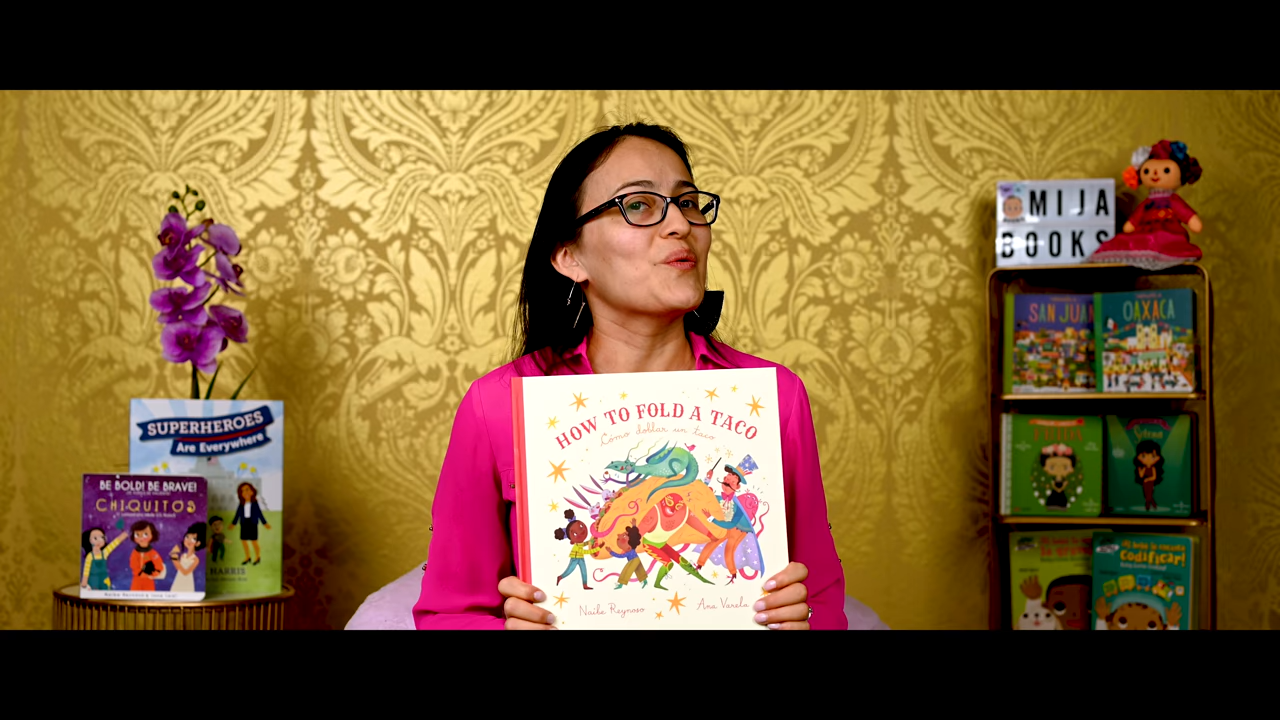 SUPERHEROES
Are Everywhere
HARRIS
BE BOLD! BE BRAVE!
CHIQUITOS
HOW TO FOLD A TACO
Cómo doblar un taco
Naibe Reynoso
Ana Varela
MIJA
BOOKS
SAN JUAN
OAXACA
Selena
Codificar!